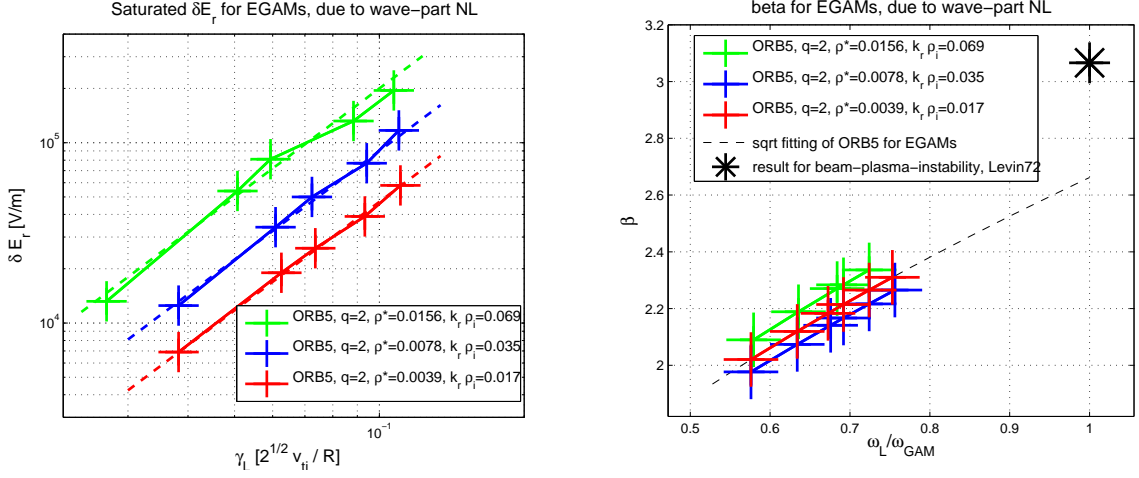 Saturated δE_r for EGAMs, due to wave−part NL
δ E_r [V/m]
10^5
10^4
ORB5, q=2, ρ*=0.0156, k_r ρ_i=0.069
ORB5, q=2, ρ*=0.0078, k_r ρ_i=0.035
ORB5, q=2, ρ*=0.0039, k_r ρ_i=0.017
10^−1
γ_L [2^1/2 v_ti / R]
beta for EGAMs, due to wave−part NL
β
3.2
3
2.8
2.6
2.4
2.2
2
ORB5, q=2, ρ*=0.0156, k_r ρ_i=0.069
ORB5, q=2, ρ*=0.0078, k_r ρ_i=0.035
ORB5, q=2, ρ*=0.0039, k_r ρ_i=0.017
sqrt fitting of ORB5 for EGAMs
result for beam−plasma−instability, Levin72
0.5 0.6 0.7 0.8 0.9 1
ω_L/ω_GAM